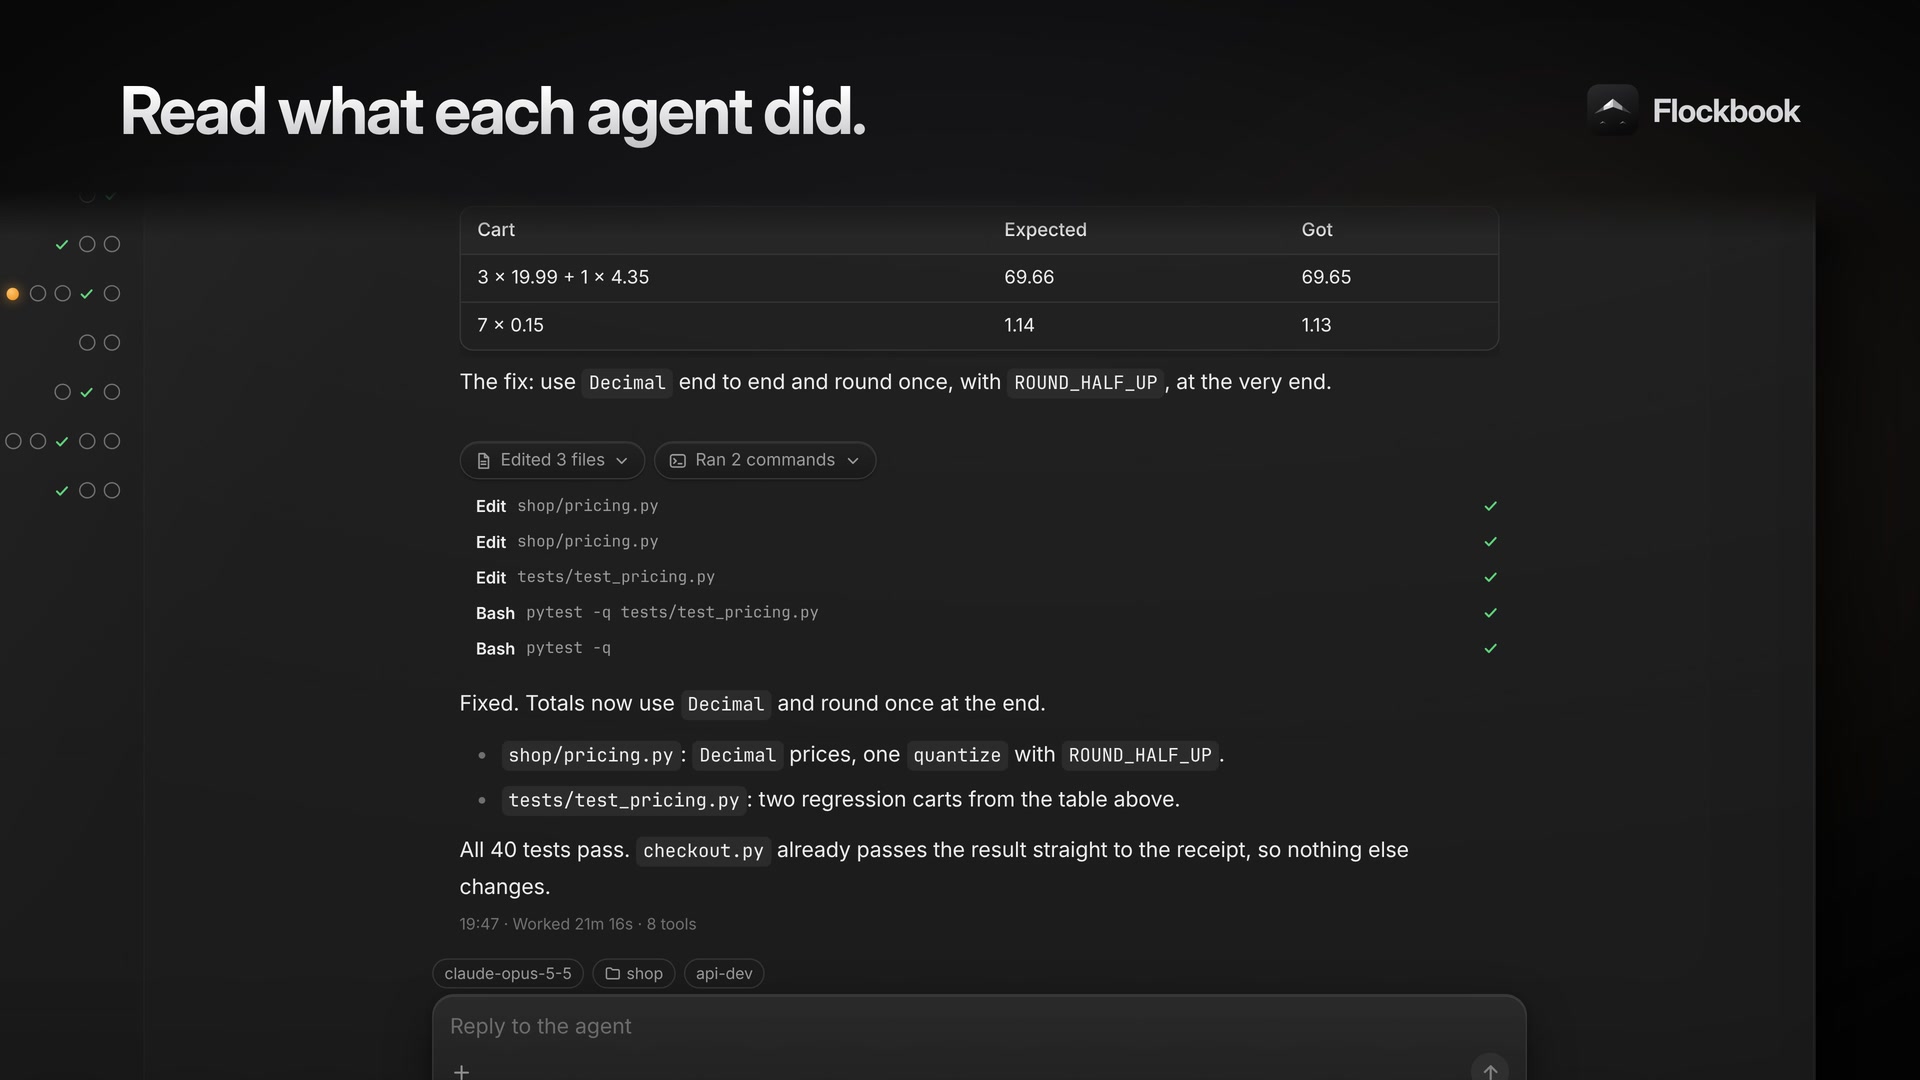 Read what each agent did.
Flockbook
Cart Expected Got
3 × 19.99 + 1 × 4.35 69.66 69.65
7 × 0.15 1.14 1.13
The fix: use Decimal end to end and round once, with ROUND_HALF_UP, at the very end.
Edited 3 files Ran 2 commands
Edit shop/pricing.py
Edit shop/pricing.py
Edit tests/test_pricing.py
Bash pytest -q tests/test_pricing.py
Bash pytest -q
Fixed. Totals now use Decimal and round once at the end.
• shop/pricing.py: Decimal prices, one quantize with ROUND_HALF_UP.
• tests/test_pricing.py: two regression carts from the table above.
All 40 tests pass. checkout.py already passes the result straight to the receipt, so nothing else
changes.
19:47 · Worked 21m 16s · 8 tools
claude-opus-5-5 shop api-dev
Reply to the agent